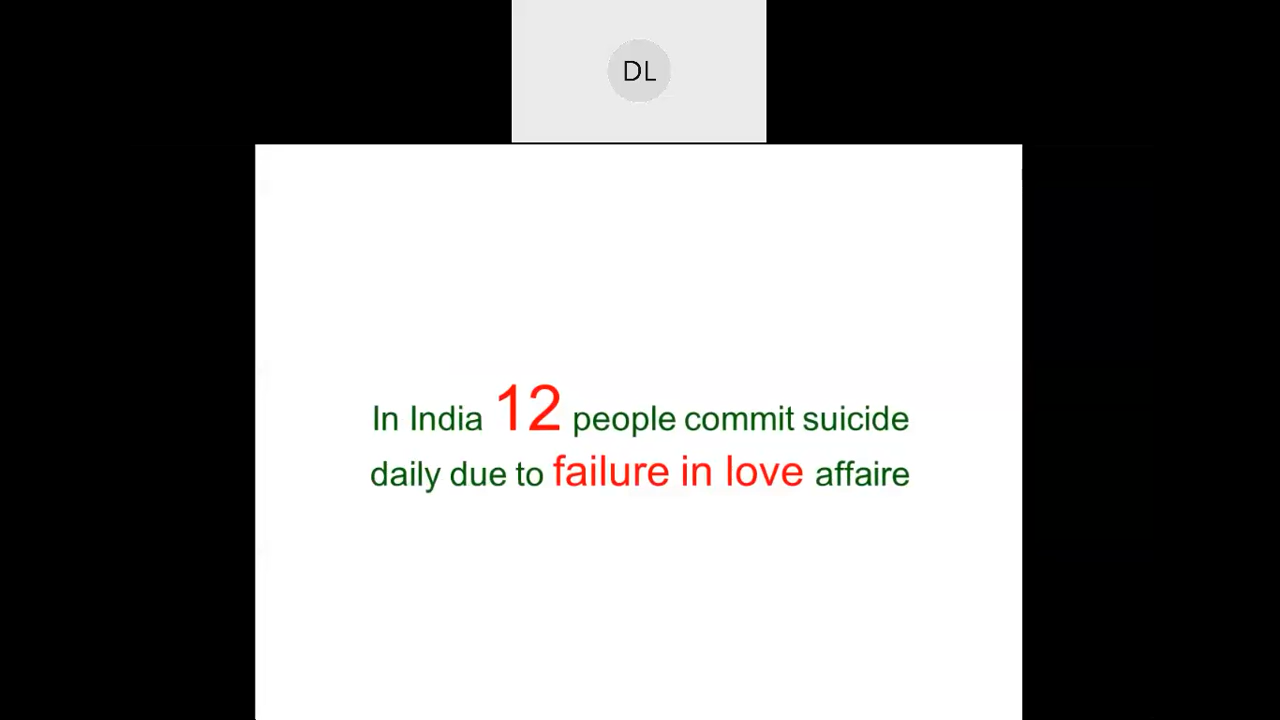 DL
In India 12 people commit suicide
daily due to failure in love affaire